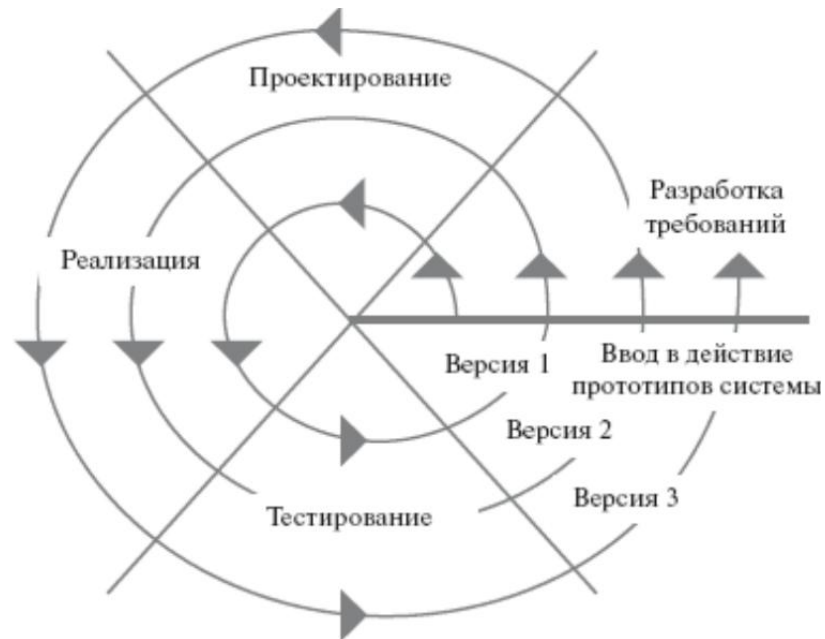 Проектирование
Разработка
требований
Реализация
Версия 1
Ввод в действие
прототипов системы
Версия 2
Версия 3
Тестирование